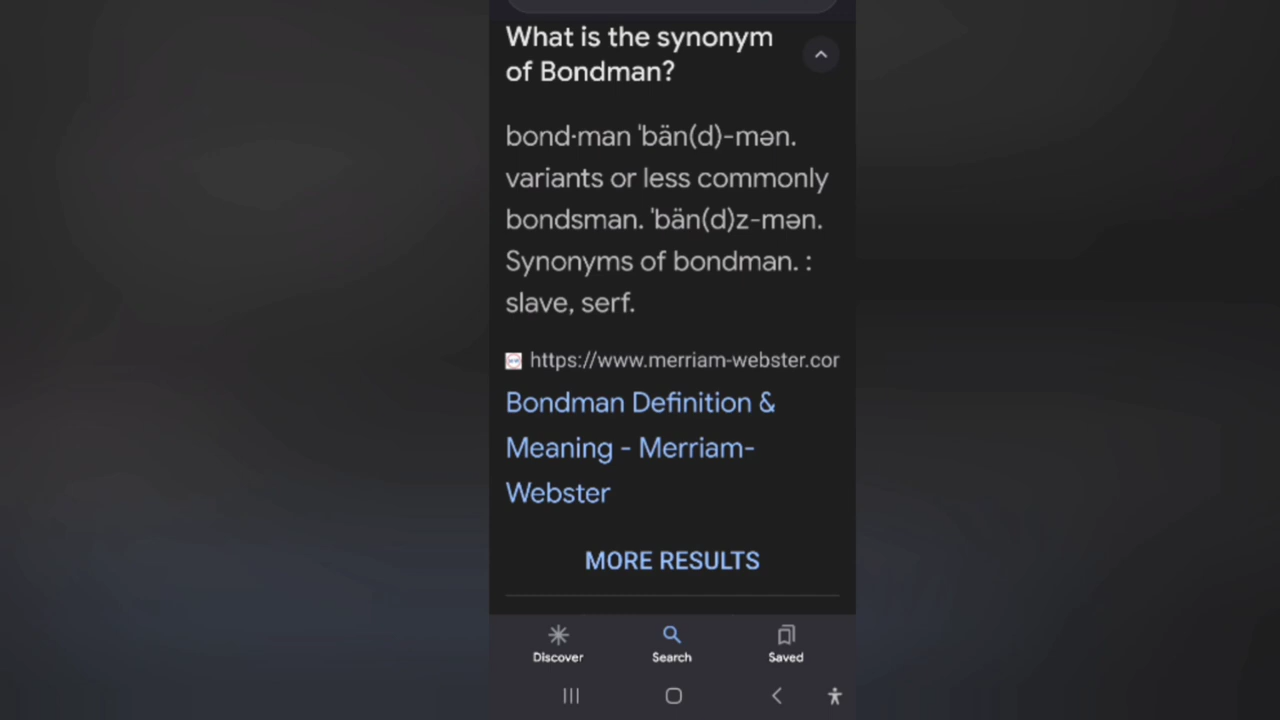 What is the synonym
of Bondman?
bond·man ˈbän(d)-mən.
variants or less commonly
bondsman. ˈbän(d)z-mən.
Synonyms of bondman. :
slave, serf.
https://www.merriam-webster.cor
Bondman Definition &
Meaning - Merriam-
Webster
MORE RESULTS
Discover Search Saved